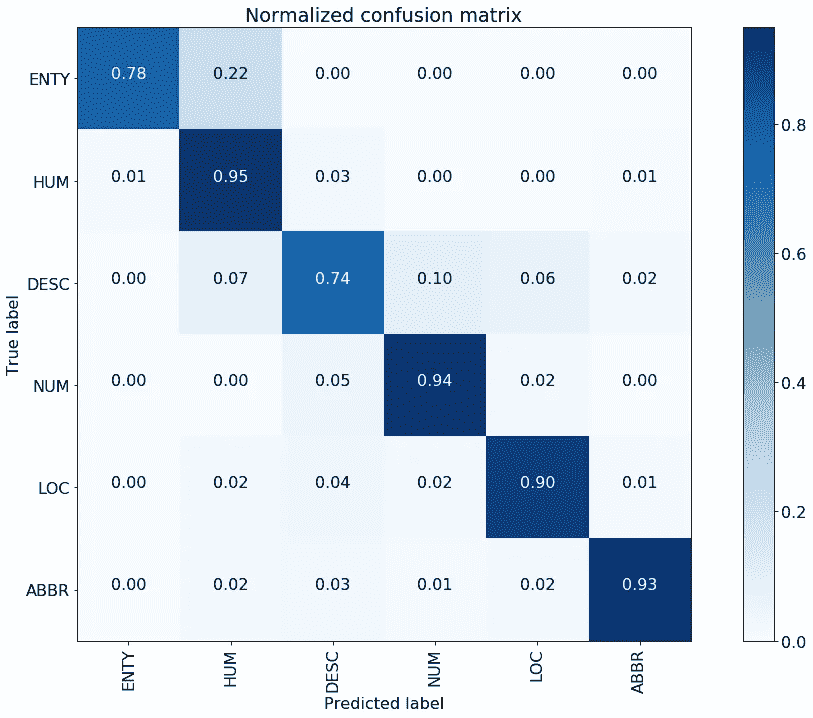 Normalized confusion matrix
ENTY 0.78 0.22 0.00 0.00 0.00 0.00
HUM 0.01 0.95 0.03 0.00 0.00 0.01
DESC 0.00 0.07 0.74 0.10 0.06 0.02
NUM 0.00 0.00 0.05 0.94 0.02 0.00
LOC 0.00 0.02 0.04 0.02 0.90 0.01
ABBR 0.00 0.02 0.03 0.01 0.02 0.93
True label
ENTY HUM DESC NUM LOC ABBR
Predicted label
0.8
0.6
0.4
0.2
0.0